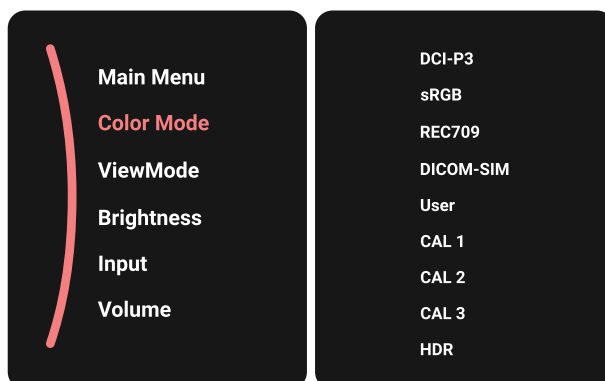 Main Menu
Color Mode
ViewMode
Brightness
Input
Volume
DCI-P3
sRGB
REC709
DICOM-SIM
User
CAL 1
CAL 2
CAL 3
HDR